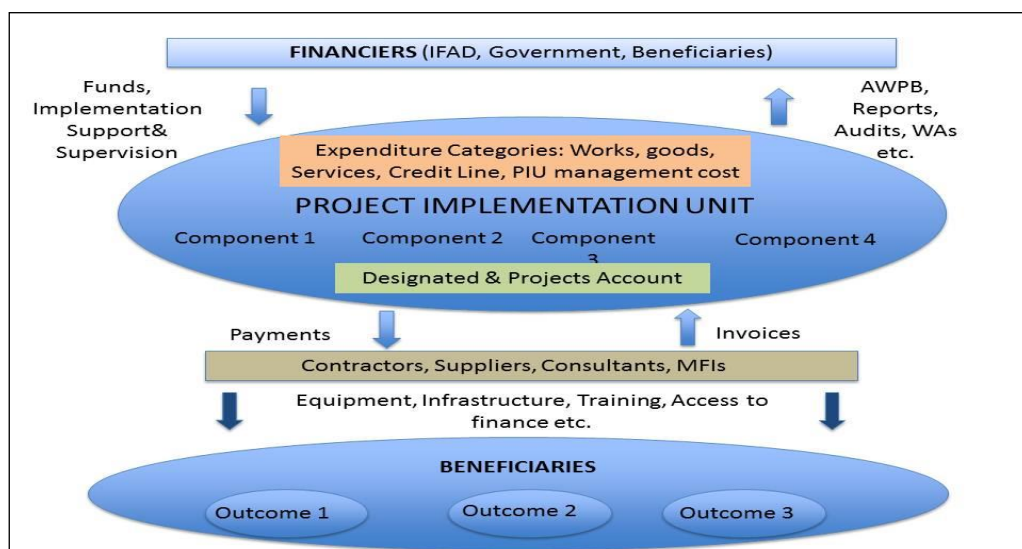 FINANCIERS (IFAD, Government, Beneficiaries)
Funds,
Implementation
Support&
Supervision
AWPB,
Reports,
Audits, WAs
etc.
Expenditure Categories: Works, goods,
Services, Credit Line, PIU management cost
PROJECT IMPLEMENTATION UNIT
Component 1
Component 2
Component
3
Component 4
Designated & Projects Account
Payments
Invoices
Contractors, Suppliers, Consultants, MFIs
Equipment, Infrastructure, Training, Access to
finance etc.
BENEFICIARIES
Outcome 1
Outcome 2
Outcome 3